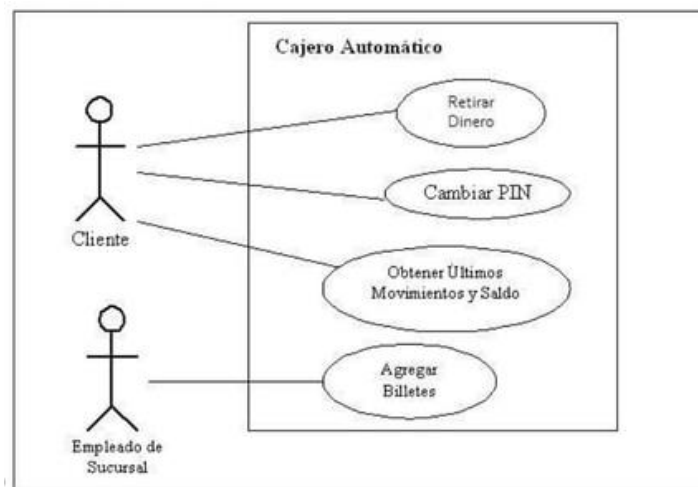 Cajero Automático
Retirar
Dinero
Cambiar PIN
Cliente
Obtener Últimos
Movimientos y Saldo
Agregar
Billetes
Empleado de
Sucursal